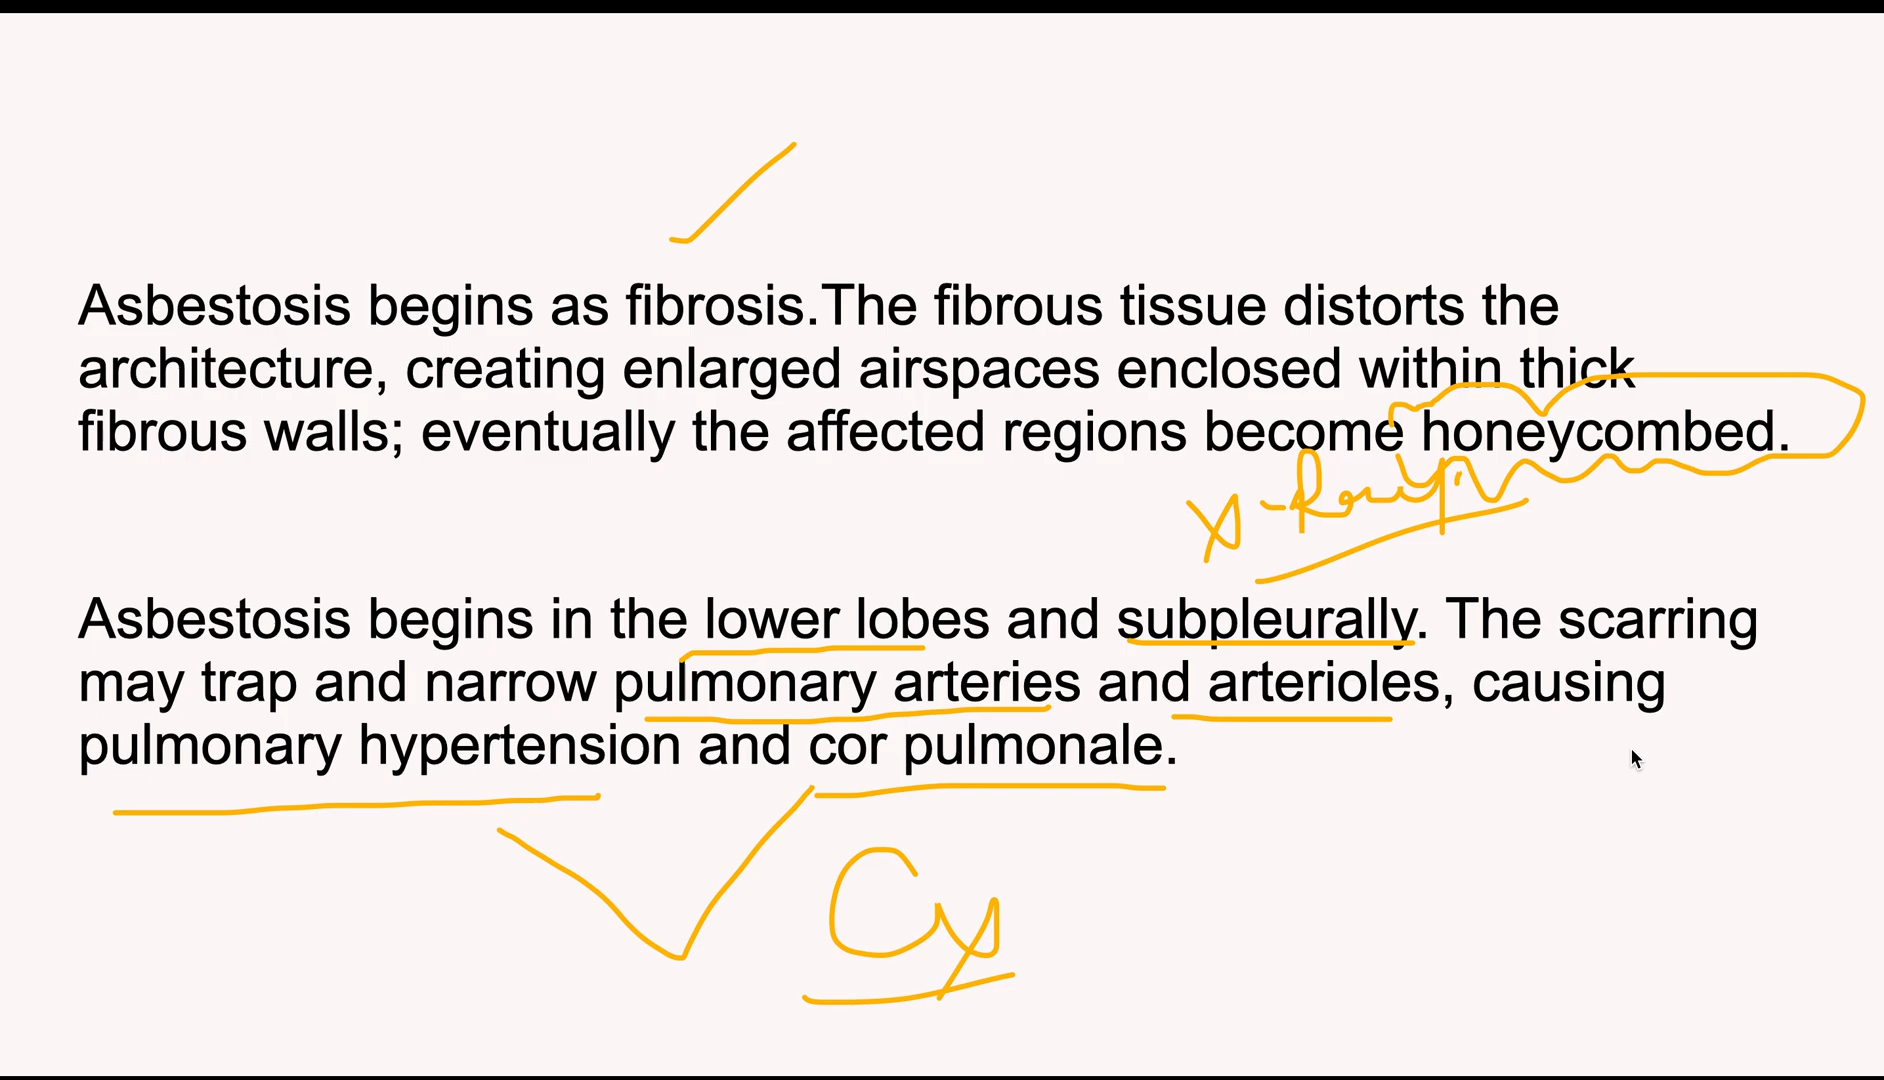 Asbestosis begins as fibrosis.The fibrous tissue distorts the
architecture, creating enlarged airspaces enclosed within thick
fibrous walls; eventually the affected regions become honeycombed.
Asbestosis begins in the lower lobes and subpleurally. The scarring
may trap and narrow pulmonary arteries and arterioles, causing
pulmonary hypertension and cor pulmonale.